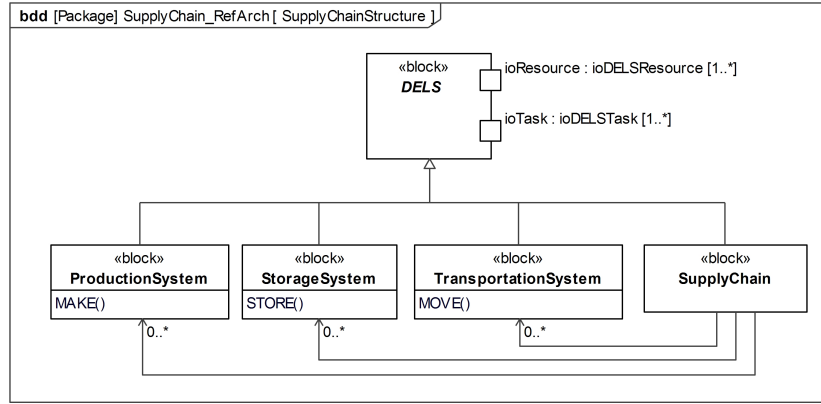 bdd [Package] SupplyChain_RefArch [ SupplyChainStructure ]
«block»
DELS
ioResource : ioDELSResource [1..*]
ioTask : ioDELSTask [1..*]
«block»
ProductionSystem
MAKE()
«block»
StorageSystem
STORE()
«block»
TransportationSystem
MOVE()
«block»
SupplyChain
0..*
0..*
0..*